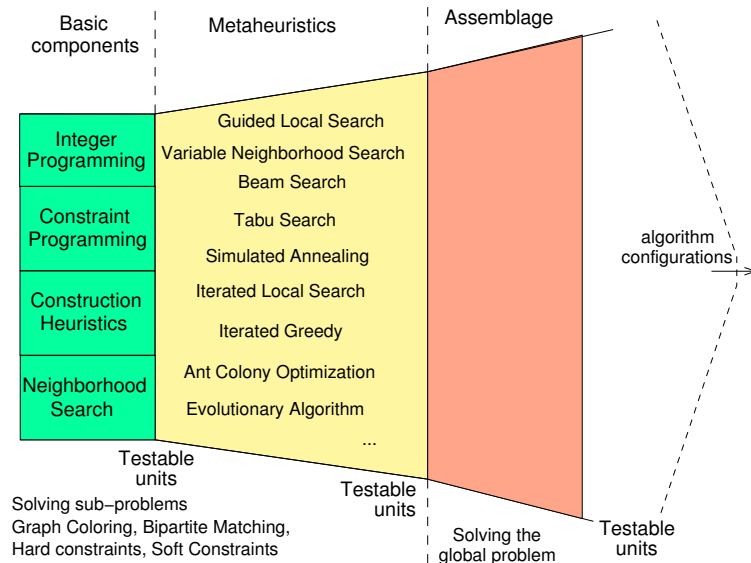 Basic
components
Metaheuristics
Assemblage
Integer
Programming
Constraint
Programming
Construction
Heuristics
Neighborhood
Search
Guided Local Search
Variable Neighborhood Search
Beam Search
Tabu Search
Simulated Annealing
Iterated Local Search
Iterated Greedy
Ant Colony Optimization
Evolutionary Algorithm
...
algorithm
configurations
Testable
units
Testable
units
Testable
units
Solving sub−problems
Graph Coloring, Bipartite Matching,
Hard constraints, Soft Constraints
Solving the
global problem